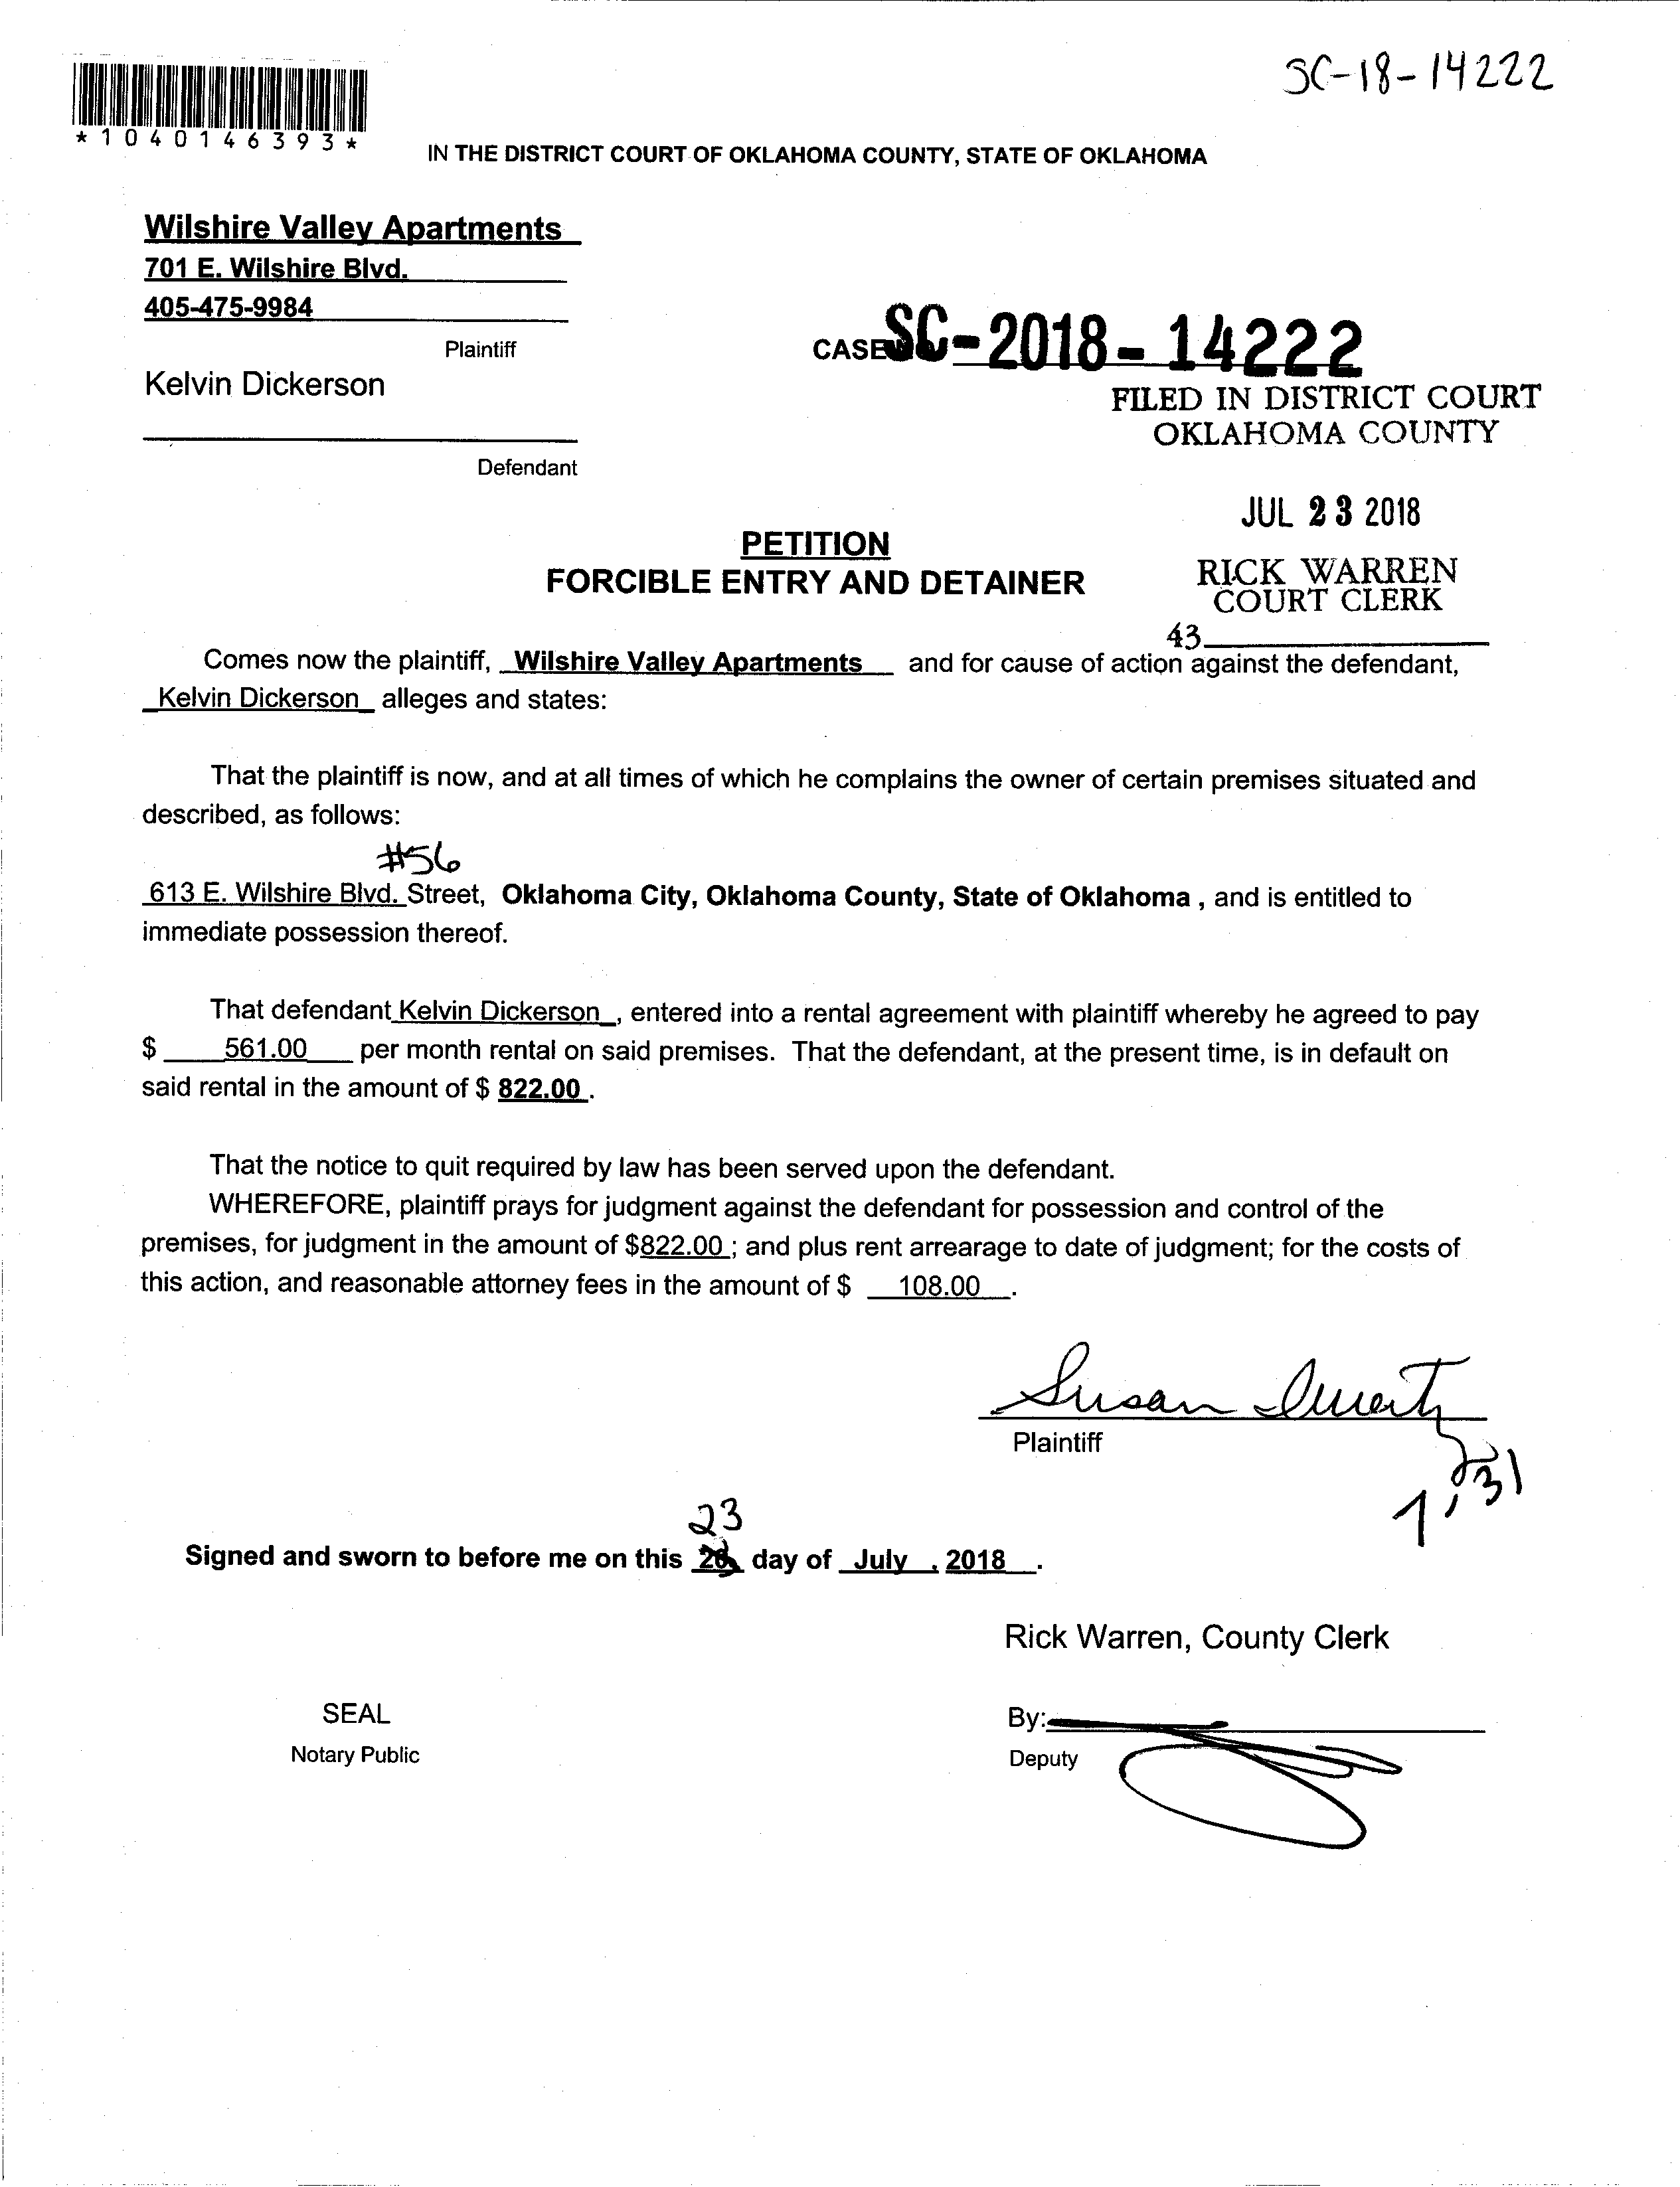 SC-18-14222
*1040146393*
IN THE DISTRICT COURT OF OKLAHOMA COUNTY, STATE OF OKLAHOMA
Wilshire Valley Apartments
701 E. Wilshire Blvd.
405-475-9984
Plaintiff
CASE SC-2018-14222
Kelvin Dickerson
FILED IN DISTRICT COURT
OKLAHOMA COUNTY
Defendant
JUL 23 2018
PETITION
FORCIBLE ENTRY AND DETAINER
RICK WARREN
COURT CLERK
43
Comes now the plaintiff, Wilshire Valley Apartments and for cause of action against the defendant,
Kelvin Dickerson alleges and states:
That the plaintiff is now, and at all times of which he complains the owner of certain premises situated and
described, as follows:
#56
613 E. Wilshire Blvd. Street, Oklahoma City, Oklahoma County, State of Oklahoma , and is entitled to
immediate possession thereof.
That defendant Kelvin Dickerson , entered into a rental agreement with plaintiff whereby he agreed to pay
$ 561.00 per month rental on said premises. That the defendant, at the present time, is in default on
said rental in the amount of $ 822.00 .
That the notice to quit required by law has been served upon the defendant.
WHEREFORE, plaintiff prays for judgment against the defendant for possession and control of the
premises, for judgment in the amount of $822.00 ; and plus rent arrearage to date of judgment; for the costs of
this action, and reasonable attorney fees in the amount of $ 108.00 .
Susan
Plaintiff
23
Signed and sworn to before me on this day of July , 2018 .
Rick Warren, County Clerk
SEAL
By:
Notary Public
Deputy